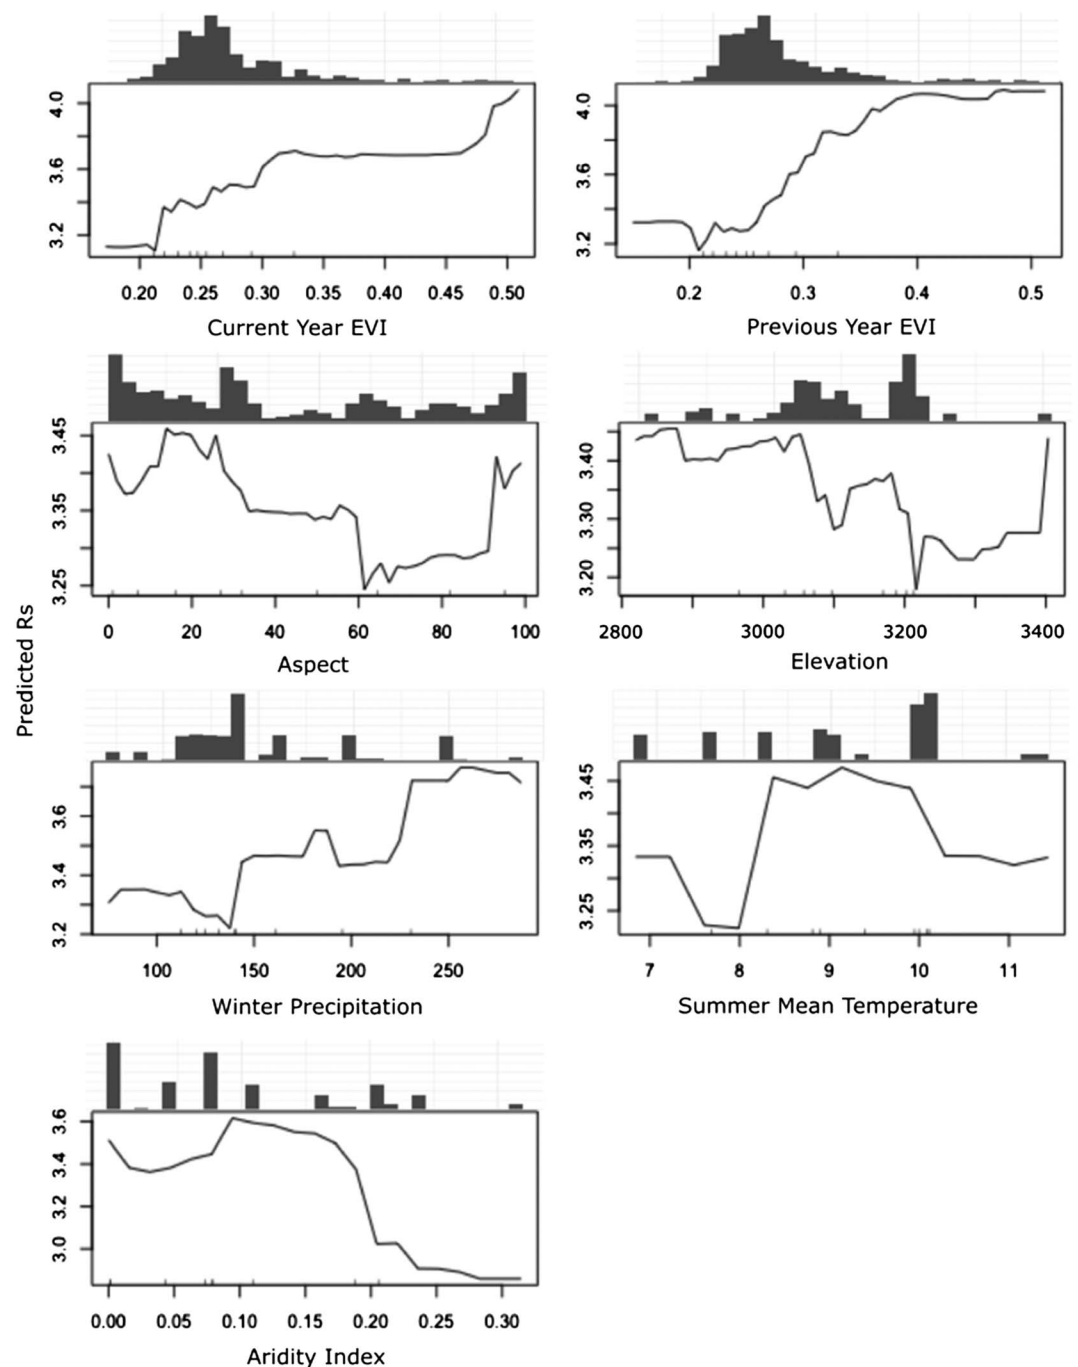 4.0
3.6
3.2
0.20 0.25 0.30 0.35 0.40 0.45 0.50
Current Year EVI
4.0
3.6
3.2
0.2 0.3 0.4 0.5
Previous Year EVI
Predicted Rs
3.45
3.35
3.25
0 20 40 60 80 100
Aspect
3.40
3.30
3.20
2800 3000 3200 3400
Elevation
3.6
3.4
3.2
100 150 200 250
Winter Precipitation
3.45
3.35
3.25
7 8 9 10 11
Summer Mean Temperature
3.6
3.4
3.2
3.0
0.00 0.05 0.10 0.15 0.20 0.25 0.30
Aridity Index